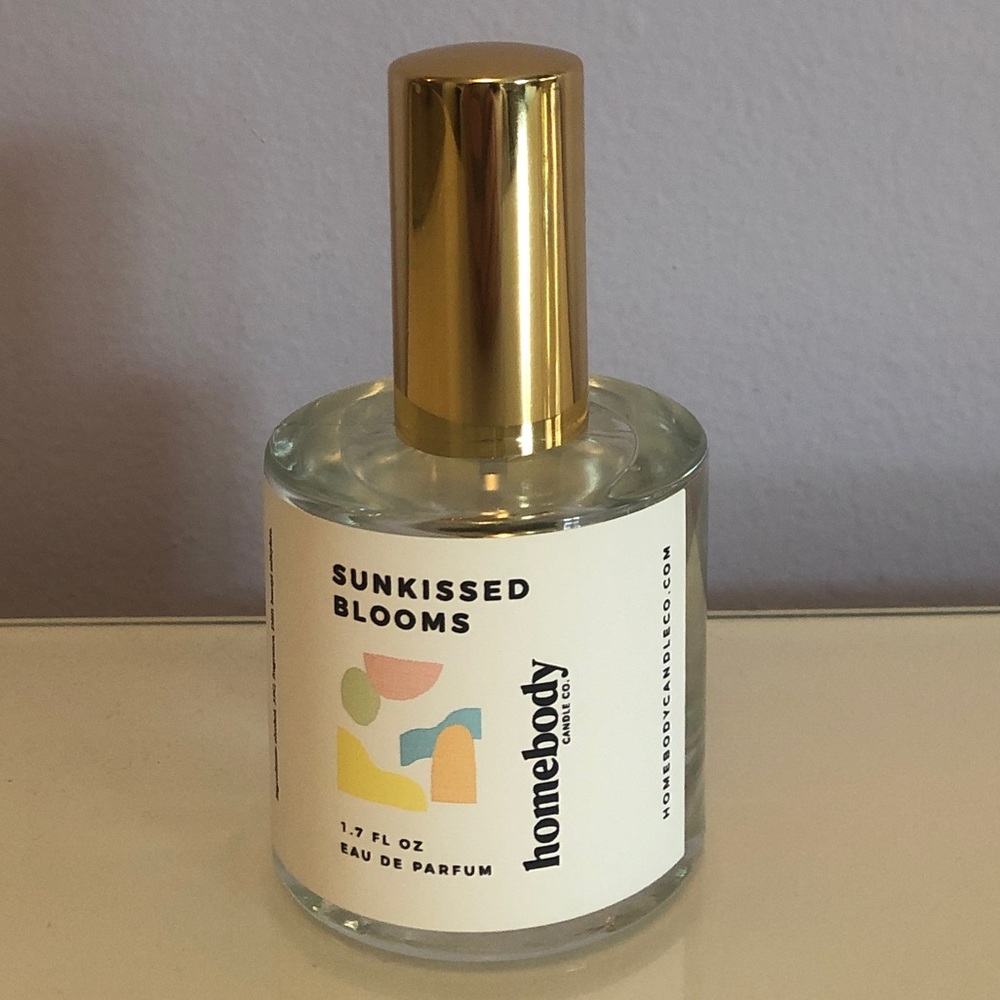 SUNKISSED
BLOOMS
1.7 FL OZ
EAU DE PARFUM
homebody
CANDLE CO.
HOMEBODYCANDLECO.COM